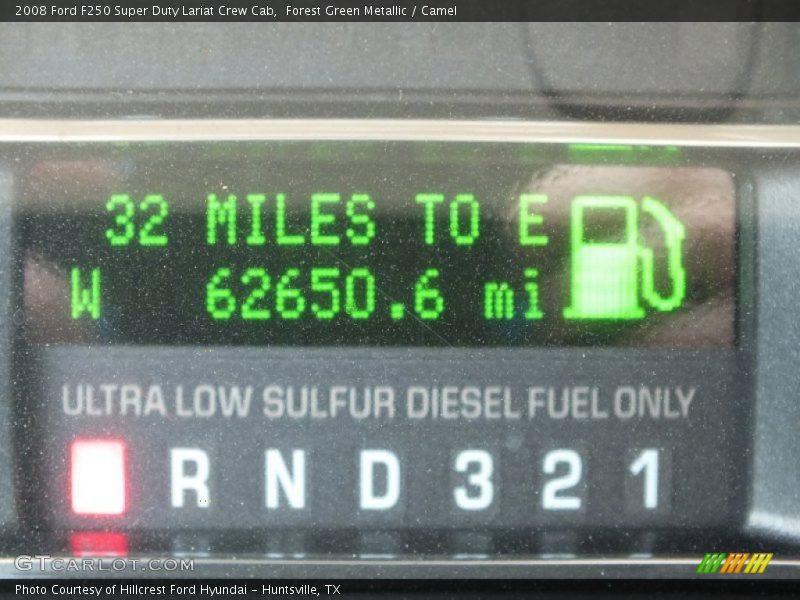 2008 Ford F250 Super Duty Lariat Crew Cab,  Forest Green Metallic / Camel
32 MILES TO E
W 62650.6 mi
ULTRA LOW SULFUR DIESEL FUEL ONLY
R N D 3 2 1
GTCARLOT.COM
Photo Courtesy of Hillcrest Ford Hyundai – Huntsville, TX